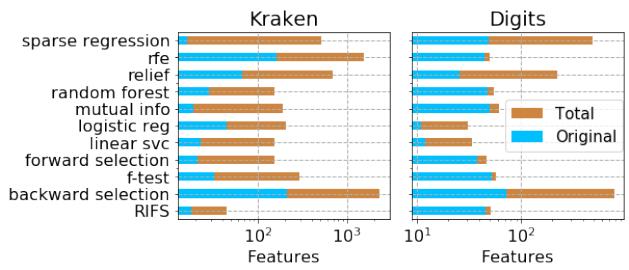 Kraken
Digits
sparse regression
rfe
relief
random forest
mutual info
logistic reg
linear svc
forward selection
f-test
backward selection
RIFS
Total
Original
10²
10³
10¹
10²
Features
Features